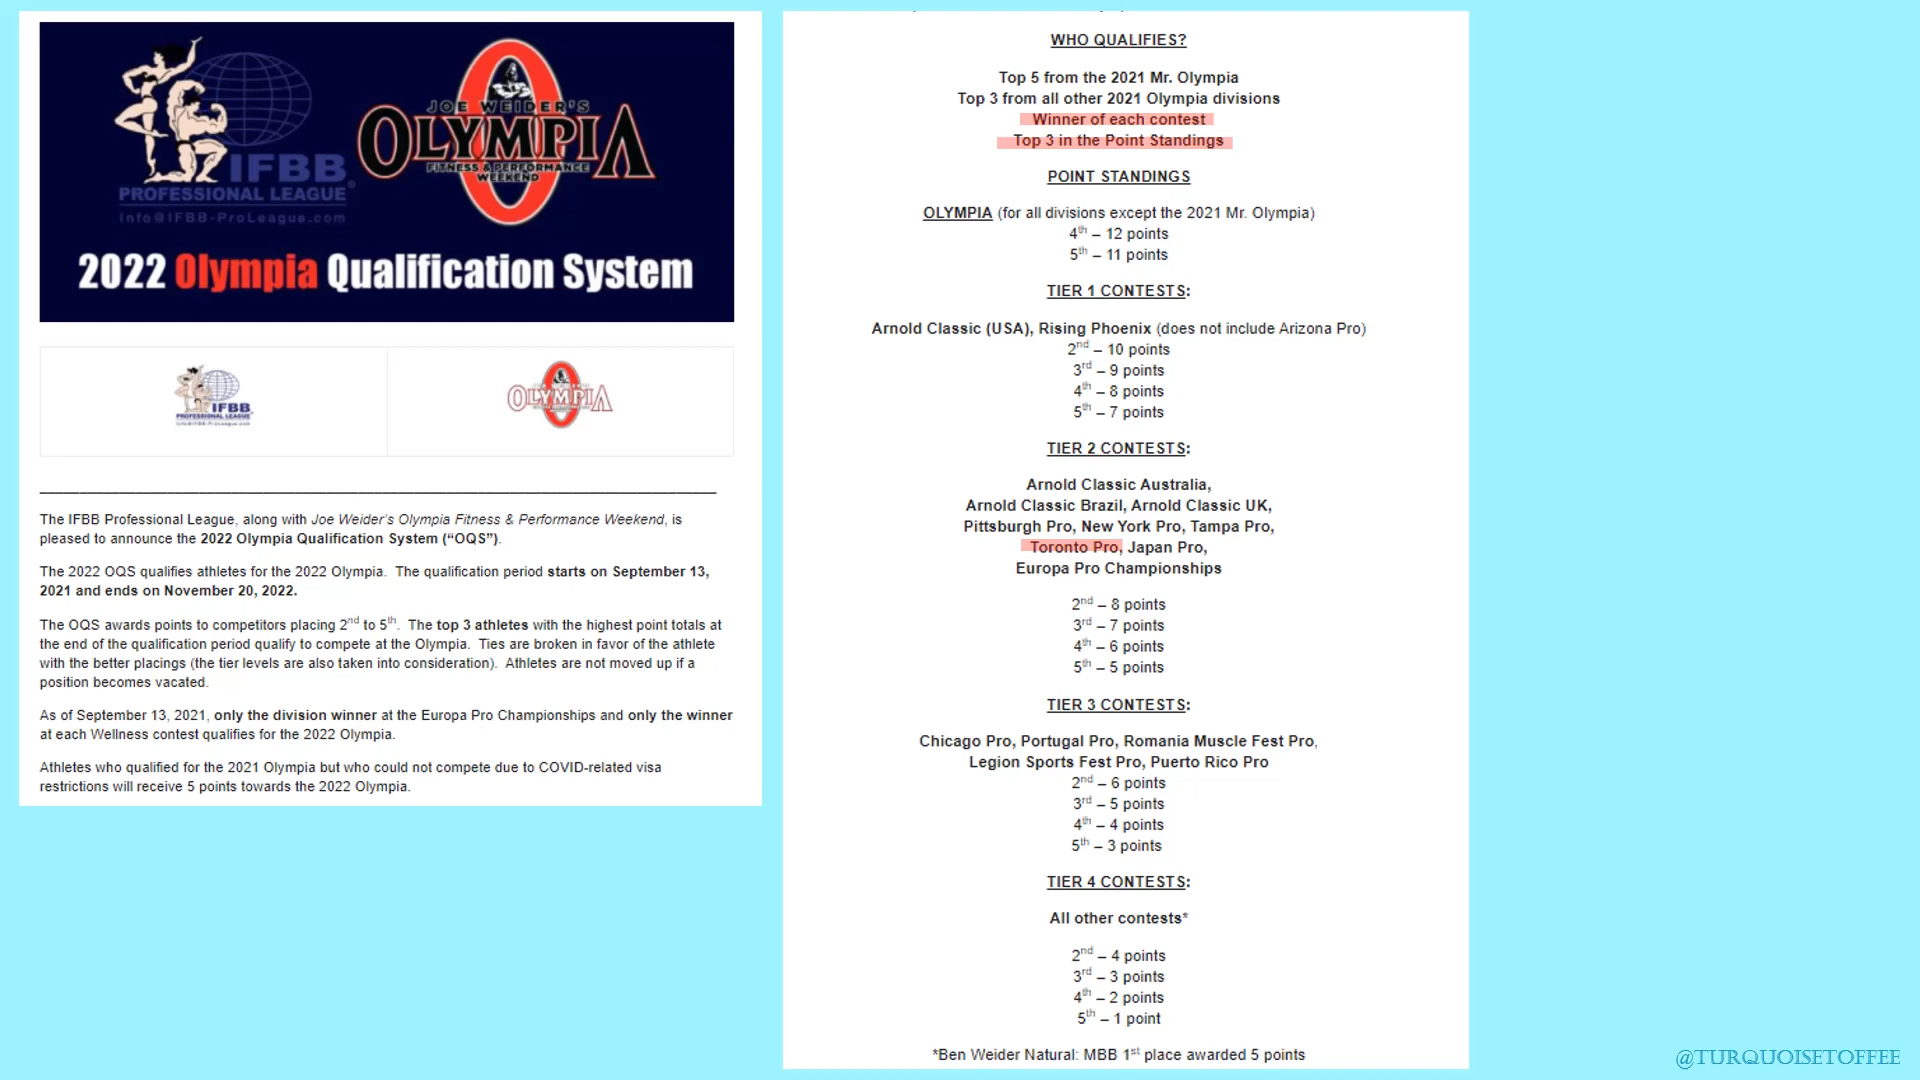 JOE WEIDER'S
OLYMPIA
FITNESS & PERFORMANCE
WEEKEND
IFBB
PROFESSIONAL LEAGUE®
Info@IFBB-ProLeague.com
2022 Olympia Qualification System
IFBB
PROFESSIONAL LEAGUE
Info@IFBB-ProLeague.com
OLYMPIA
The IFBB Professional League, along with Joe Weider's Olympia Fitness & Performance Weekend, is
pleased to announce the 2022 Olympia Qualification System (“OQS”).
The 2022 OQS qualifies athletes for the 2022 Olympia. The qualification period starts on September 13,
2021 and ends on November 20, 2022.
The OQS awards points to competitors placing 2nd to 5th. The top 3 athletes with the highest point totals at
the end of the qualification period qualify to compete at the Olympia. Ties are broken in favor of the athlete
with the better placings (the tier levels are also taken into consideration). Athletes are not moved up if a
position becomes vacated.
As of September 13, 2021, only the division winner at the Europa Pro Championships and only the winner
at each Wellness contest qualifies for the 2022 Olympia.
Athletes who qualified for the 2021 Olympia but who could not compete due to COVID-related visa
restrictions will receive 5 points towards the 2022 Olympia.
WHO QUALIFIES?
Top 5 from the 2021 Mr. Olympia
Top 3 from all other 2021 Olympia divisions
Winner of each contest
Top 3 in the Point Standings
POINT STANDINGS
OLYMPIA (for all divisions except the 2021 Mr. Olympia)
4th – 12 points
5th – 11 points
TIER 1 CONTESTS:
Arnold Classic (USA), Rising Phoenix (does not include Arizona Pro)
2nd – 10 points
3rd – 9 points
4th – 8 points
5th – 7 points
TIER 2 CONTESTS:
Arnold Classic Australia,
Arnold Classic Brazil, Arnold Classic UK,
Pittsburgh Pro, New York Pro, Tampa Pro,
Toronto Pro, Japan Pro,
Europa Pro Championships
2nd – 8 points
3rd – 7 points
4th – 6 points
5th – 5 points
TIER 3 CONTESTS:
Chicago Pro, Portugal Pro, Romania Muscle Fest Pro,
Legion Sports Fest Pro, Puerto Rico Pro
2nd – 6 points
3rd – 5 points
4th – 4 points
5th – 3 points
TIER 4 CONTESTS:
All other contests*
2nd – 4 points
3rd – 3 points
4th – 2 points
5th – 1 point
*Ben Weider Natural: MBB 1st place awarded 5 points
@TURQUOISETOFFEE